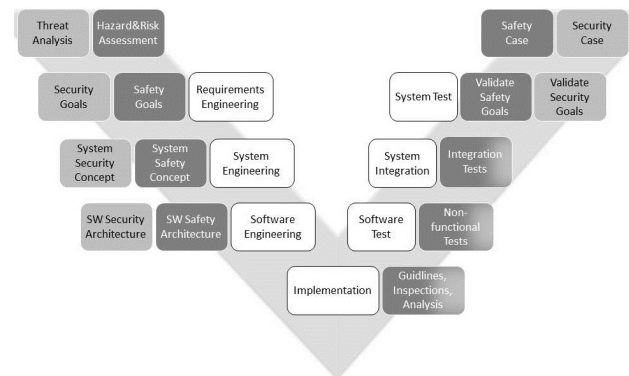 Threat
Analysis
Hazard&Risk
Assessment
Safety
Case
Security
Case
Security
Goals
Safety
Goals
Requirements
Engineering
System Test
Validate
Safety
Goals
Validate
Security
Goals
System
Security
Concept
System
Safety
Concept
System
Engineering
System
Integration
Integration
Tests
SW Security
Architecture
SW Safety
Architecture
Software
Engineering
Software
Test
Non-
functional
Tests
Implementation
Guidlines,
Inspections,
Analysis